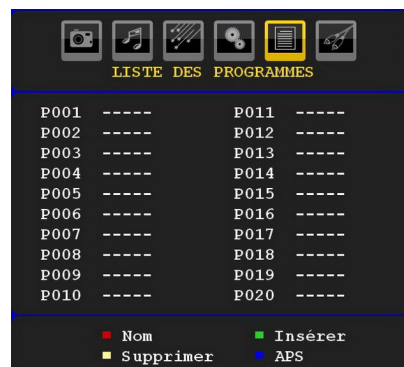 LISTE DES PROGRAMMES
P001 ----- P011 -----
P002 ----- P012 -----
P003 ----- P013 -----
P004 ----- P014 -----
P005 ----- P015 -----
P006 ----- P016 -----
P007 ----- P017 -----
P008 ----- P018 -----
P009 ----- P019 -----
P010 ----- P020 -----
Nom Insérer
Supprimer APS